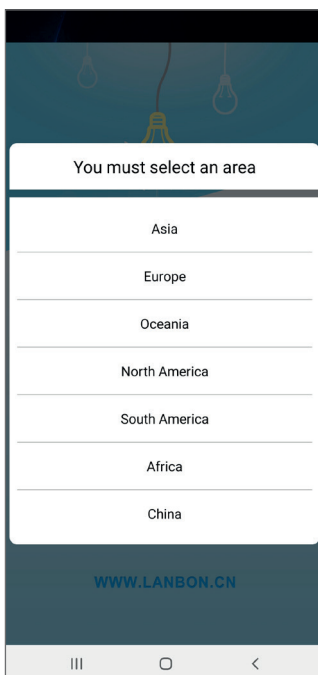 You must select an area
Asia
Europe
Oceania
North America
South America
Africa
China
WWW.LANBON.CN